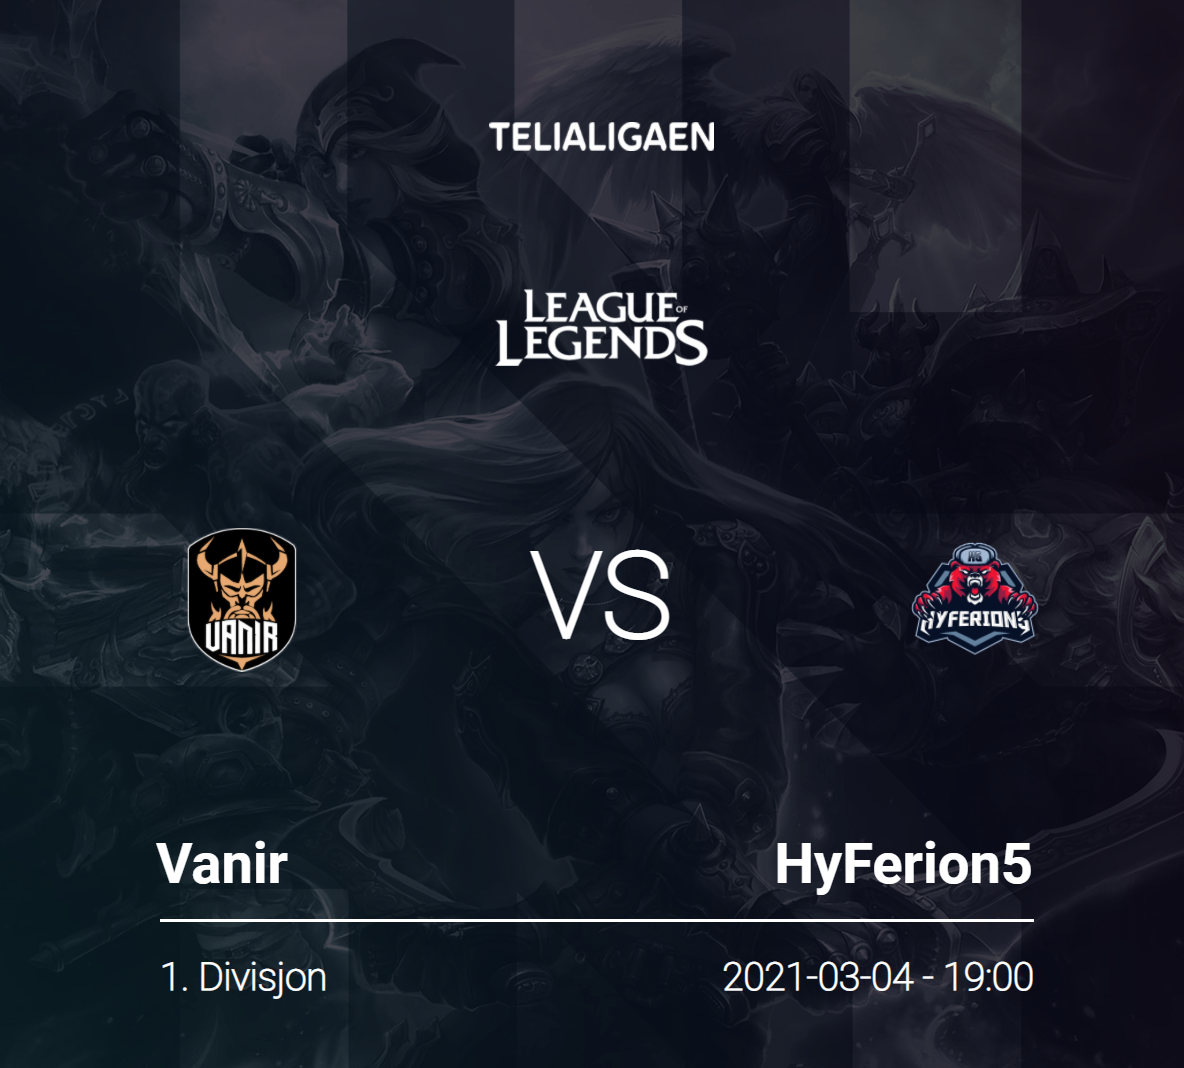 TELIALIGAEN
LEAGUE OF
LEGENDS
VS
VANIR
HYFERION5
Vanir
HyFerion5
1. Divisjon
2021-03-04 - 19:00